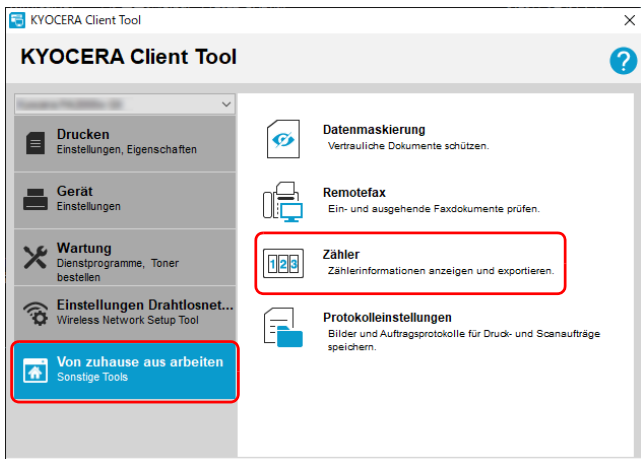 KYOCERA Client Tool
KYOCERA Client Tool
?
Drucken
Einstellungen, Eigenschaften
Gerät
Einstellungen
Wartung
Dienstprogramme, Toner
bestellen
Einstellungen Drahtlosnet...
Wireless Network Setup Tool
Von zuhause aus arbeiten
Sonstige Tools
Datenmaskierung
Vertrauliche Dokumente schützen.
Remotefax
Ein- und ausgehende Faxdokumente prüfen.
123
Zähler
Zählerinformationen anzeigen und exportieren.
Protokolleinstellungen
Bilder und Auftragsprotokolle für Druck- und Scanaufträge
speichern.